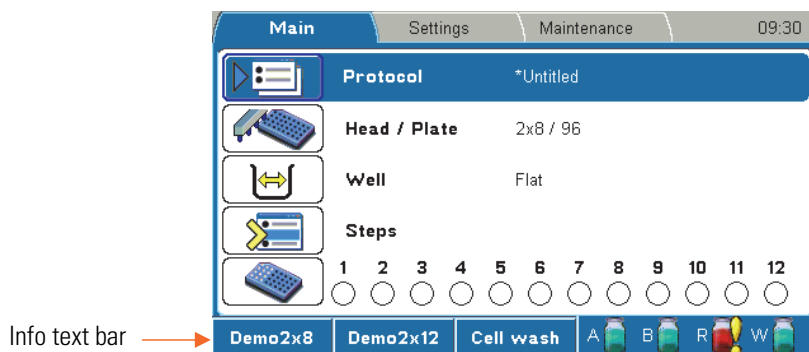 Main Settings Maintenance 09:30
Protocol *Untitled
Head / Plate 2x8 / 96
Well Flat
Steps
1 2 3 4 5 6 7 8 9 10 11 12
Info text bar Demo2x8 Demo2x12 Cell wash A B R W